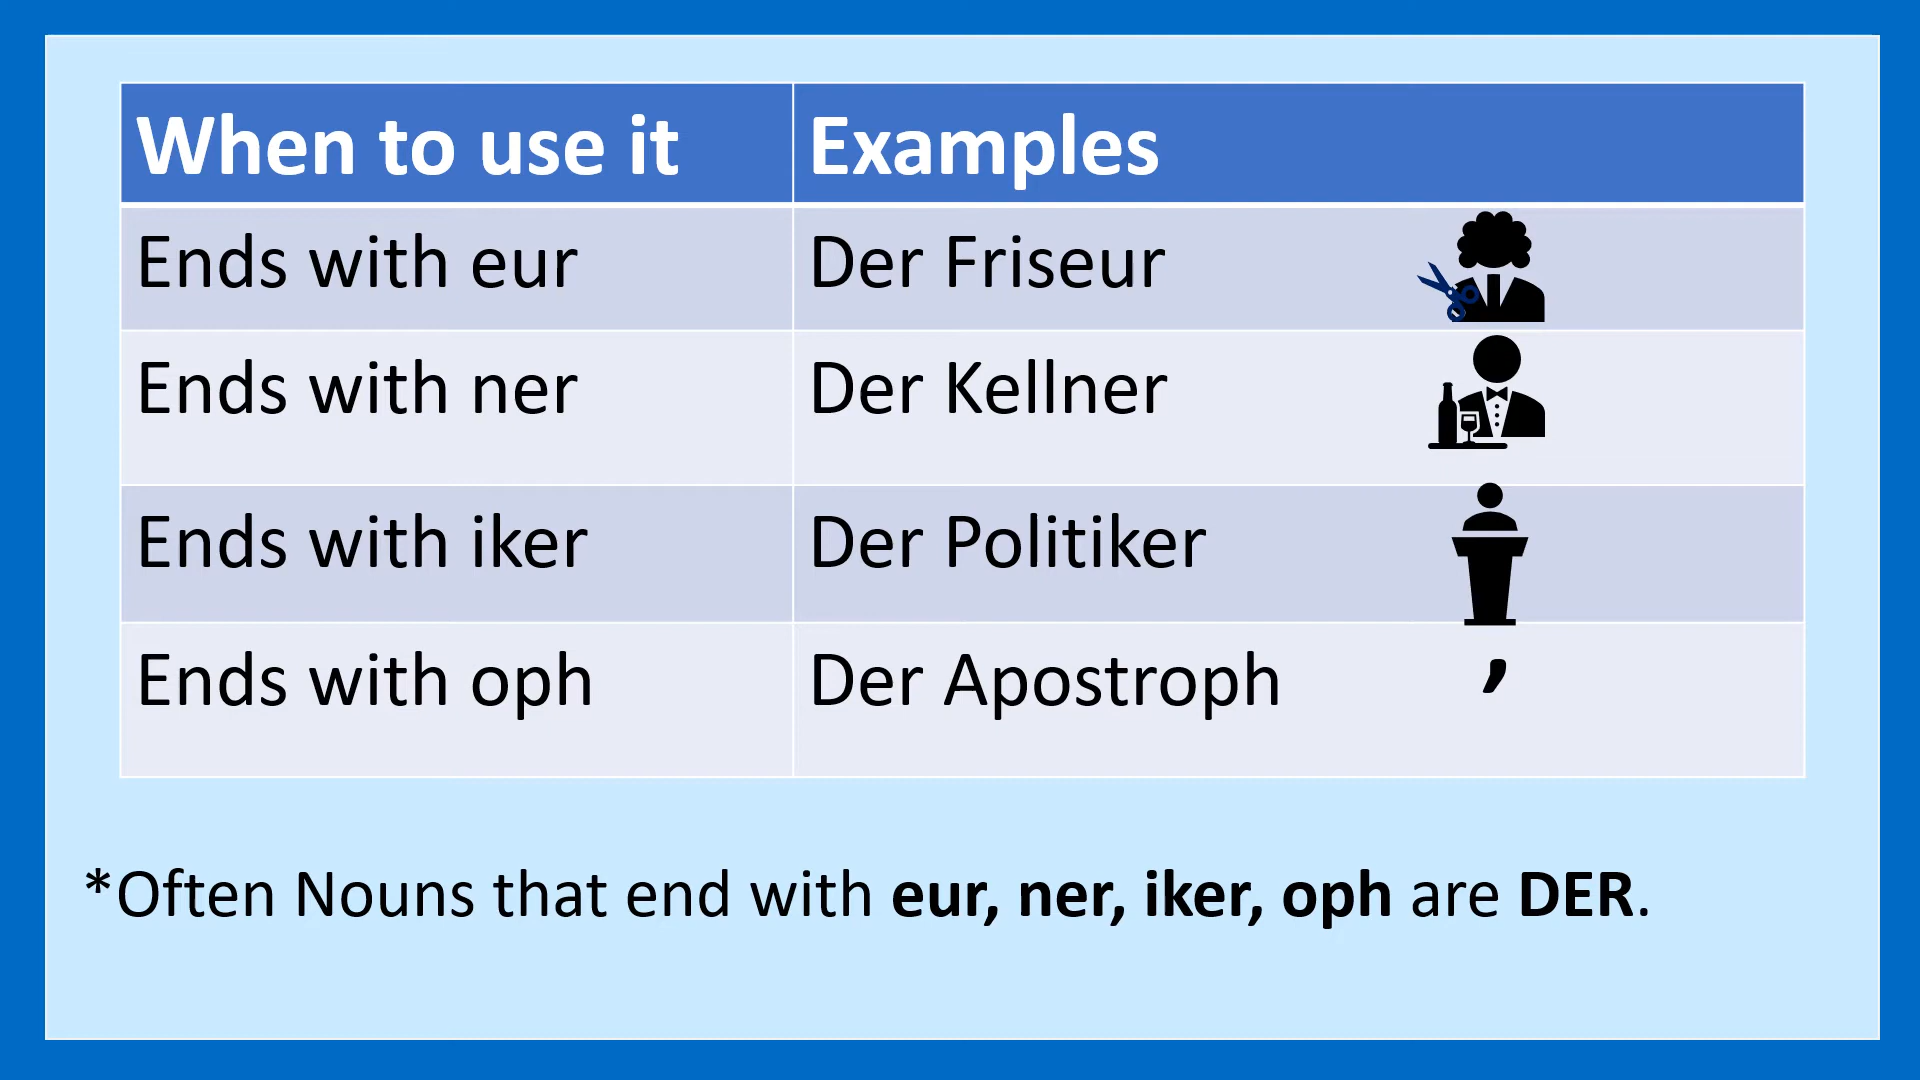 When to use it Examples
Ends with eur Der Friseur
Ends with ner Der Kellner
Ends with iker Der Politiker
Ends with oph Der Apostroph ,
*Often Nouns that end with eur, ner, iker, oph are DER.